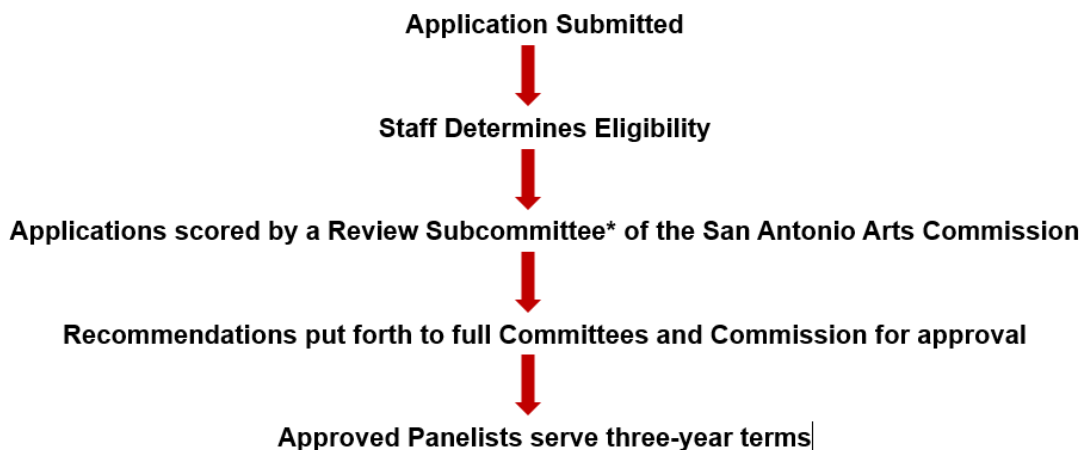 Application Submitted
Staff Determines Eligibility
Applications scored by a Review Subcommittee* of the San Antonio Arts Commission
Recommendations put forth to full Committees and Commission for approval
Approved Panelists serve three-year terms